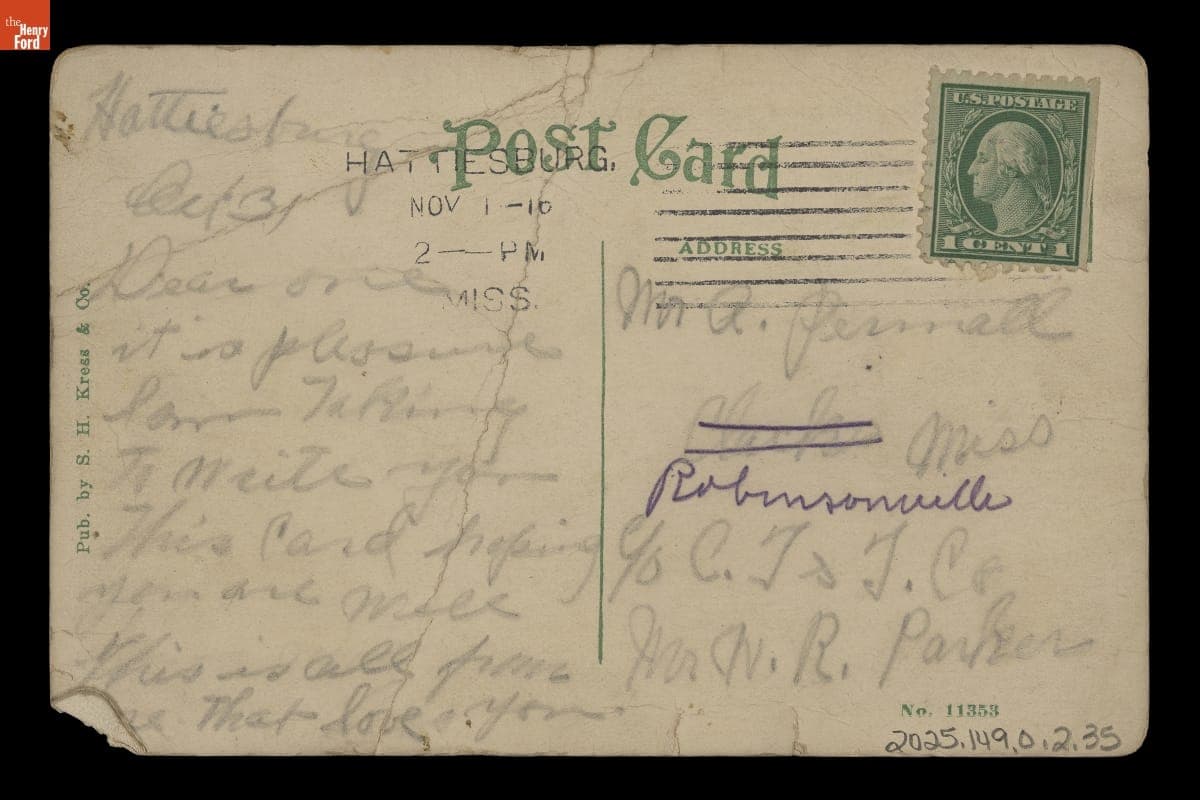 the
Henry
Ford
Hattiesburg
Oct 31
Dear one
it is pleasure
I am Taking
To Write you
This Card hoping
you are well
This is all from
one That loves you
Pub. by S. H. Kress & Co.
Post Card
HATTIESBURG,
NOV 1 - 16
2 — PM
MISS.
U.S. POSTAGE
1 CENT 1
ADDRESS
Mr A.
Miss
Robinsonville
c/o C. T & T. Co
Mr W. R. Parker
No. 11353
2025.149.0.2.35